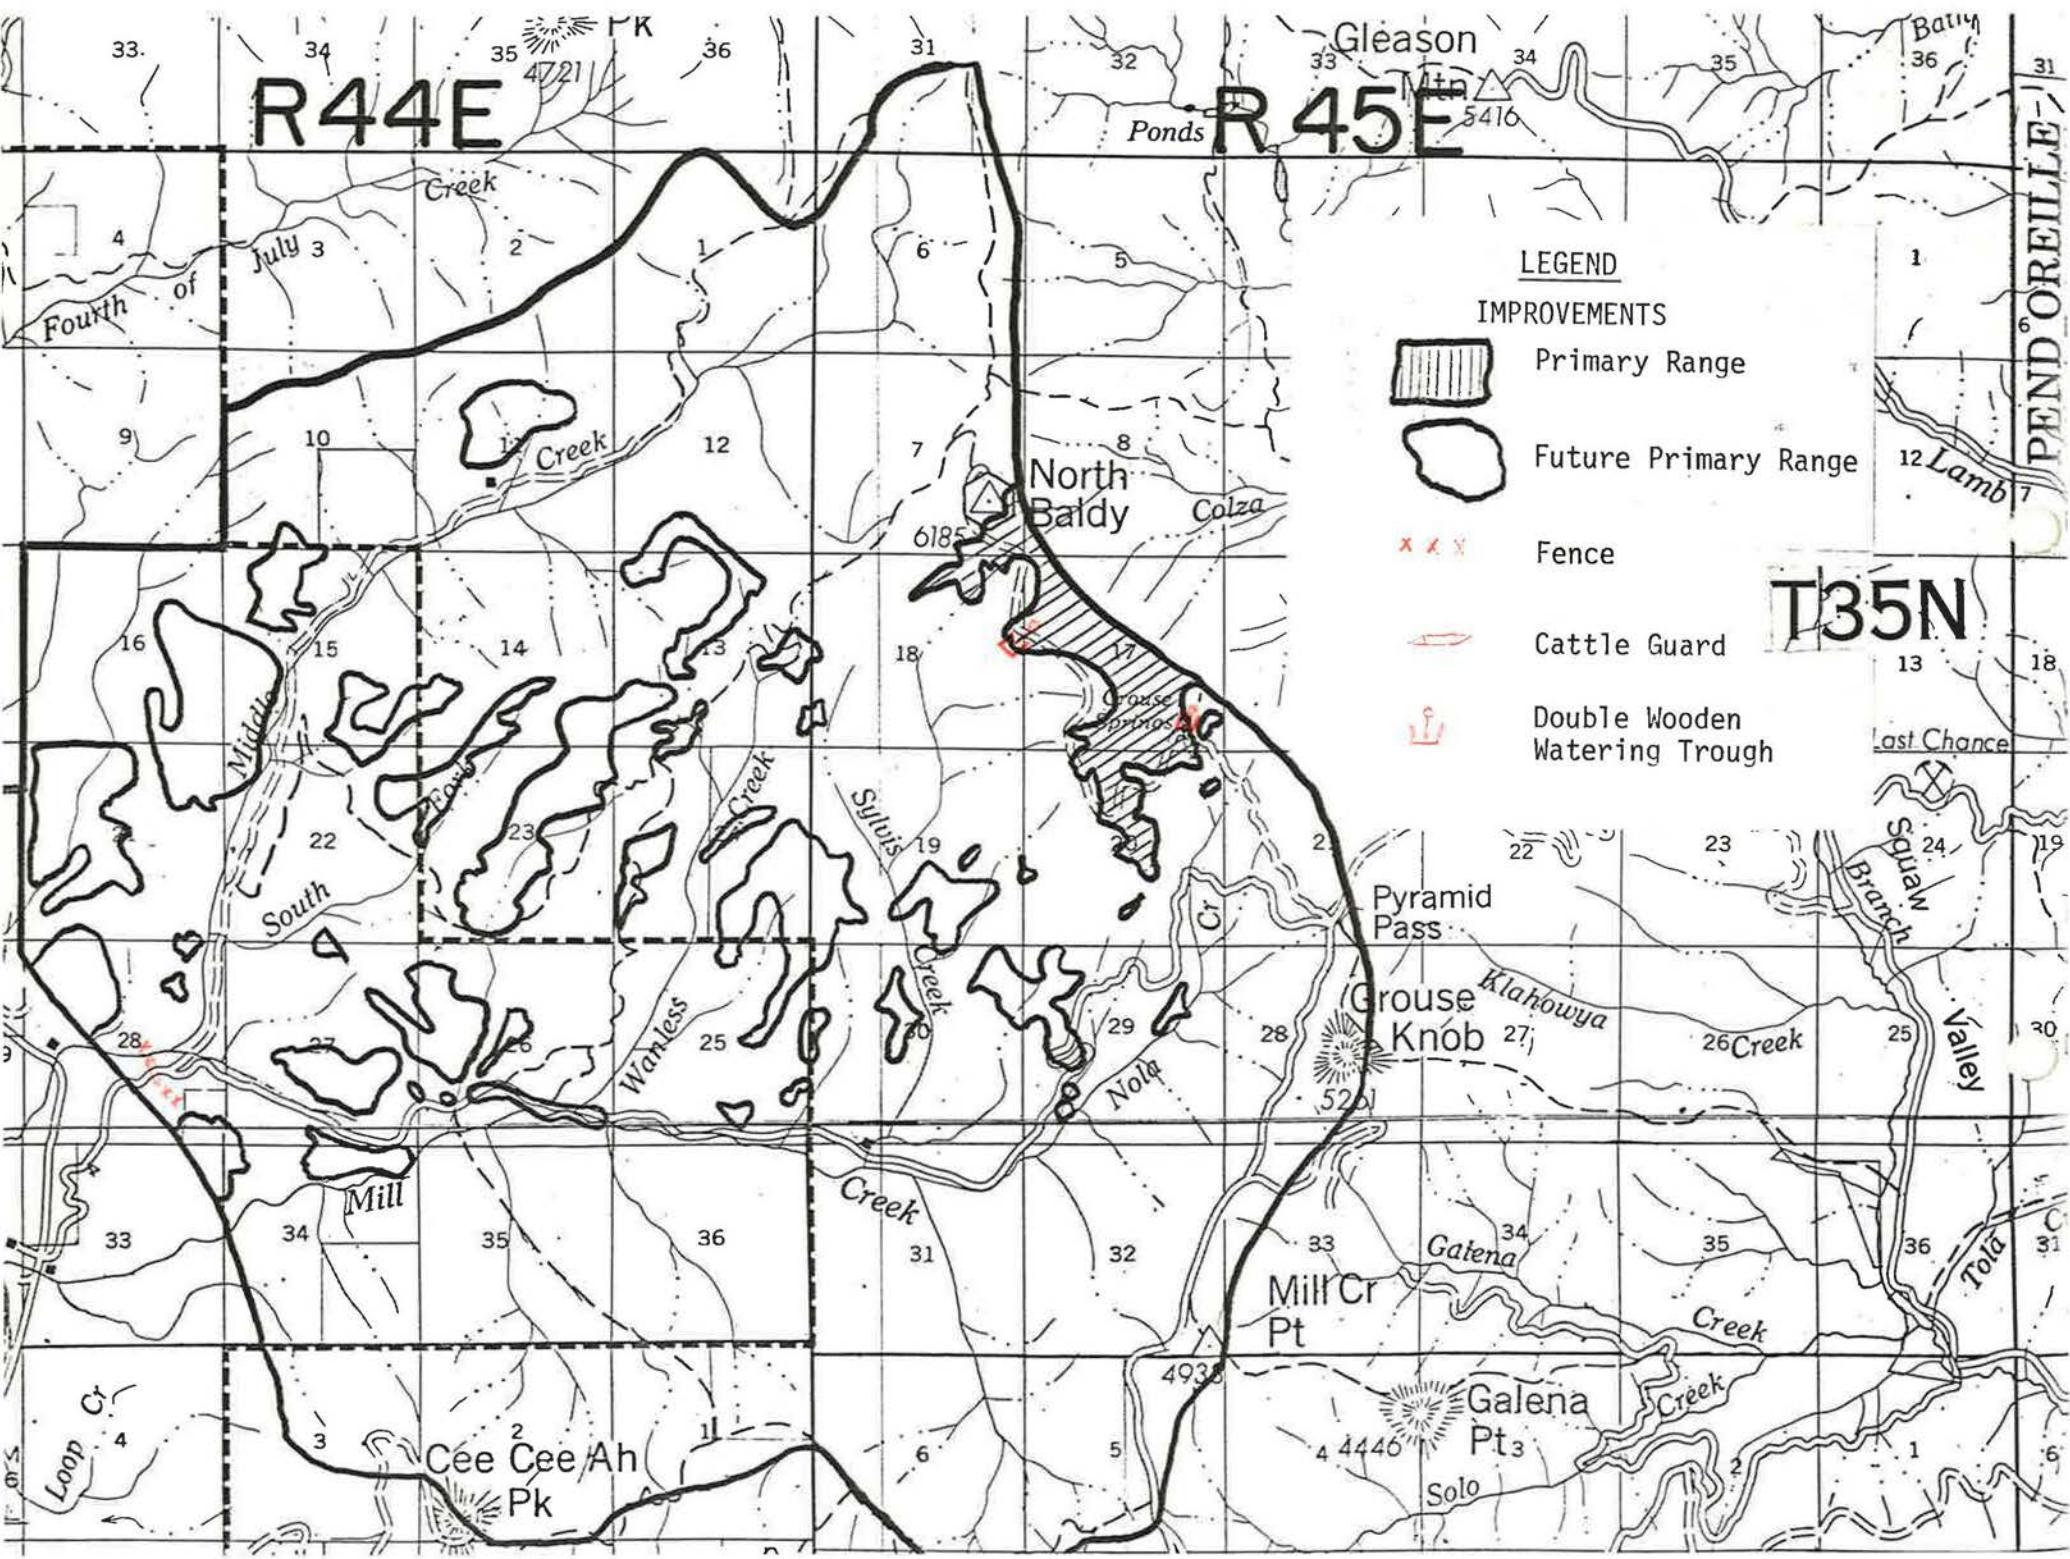 33.
34
35
Pk
4721
36
31
32
33
Gleason
Mtn
34
5416
35
36
31
R44E
R 45E
Ponds
Creek
July
of
Fourth
4
3
2
1
6
5
1
6
PEND OREILLE
LEGEND
IMPROVEMENTS
Primary Range
Future Primary Range
x x x
Fence
Cattle Guard
Double Wooden
Watering Trough
9
10
Creek
12
7
8
North
Baldy
6185
Colza
12
Lamb
7
T35N
16
15
14
13
18
17
13
18
Grouse
Springs
Last Chance
Middle
Fork
Creek
Sylvis
Creek
22
23
19
20
22
23
24
19
South
Cr
Pyramid
Pass
Squaw
Branch
Valley
28
27
26
25
30
29
28
27
26
25
30
Wanless
Nola
Grouse
Knob
5261
Klahowya
Creek
33
34
35
36
31
32
33
34
35
36
31
Mill
Creek
Galena
Creek
Tola
Mill Cr
Pt
4
3
2
1
6
5
4
4446
Galena
Pt
3
2
1
6
Creek
Solo
Loop
Cr
Cee Cee Ah
Pk